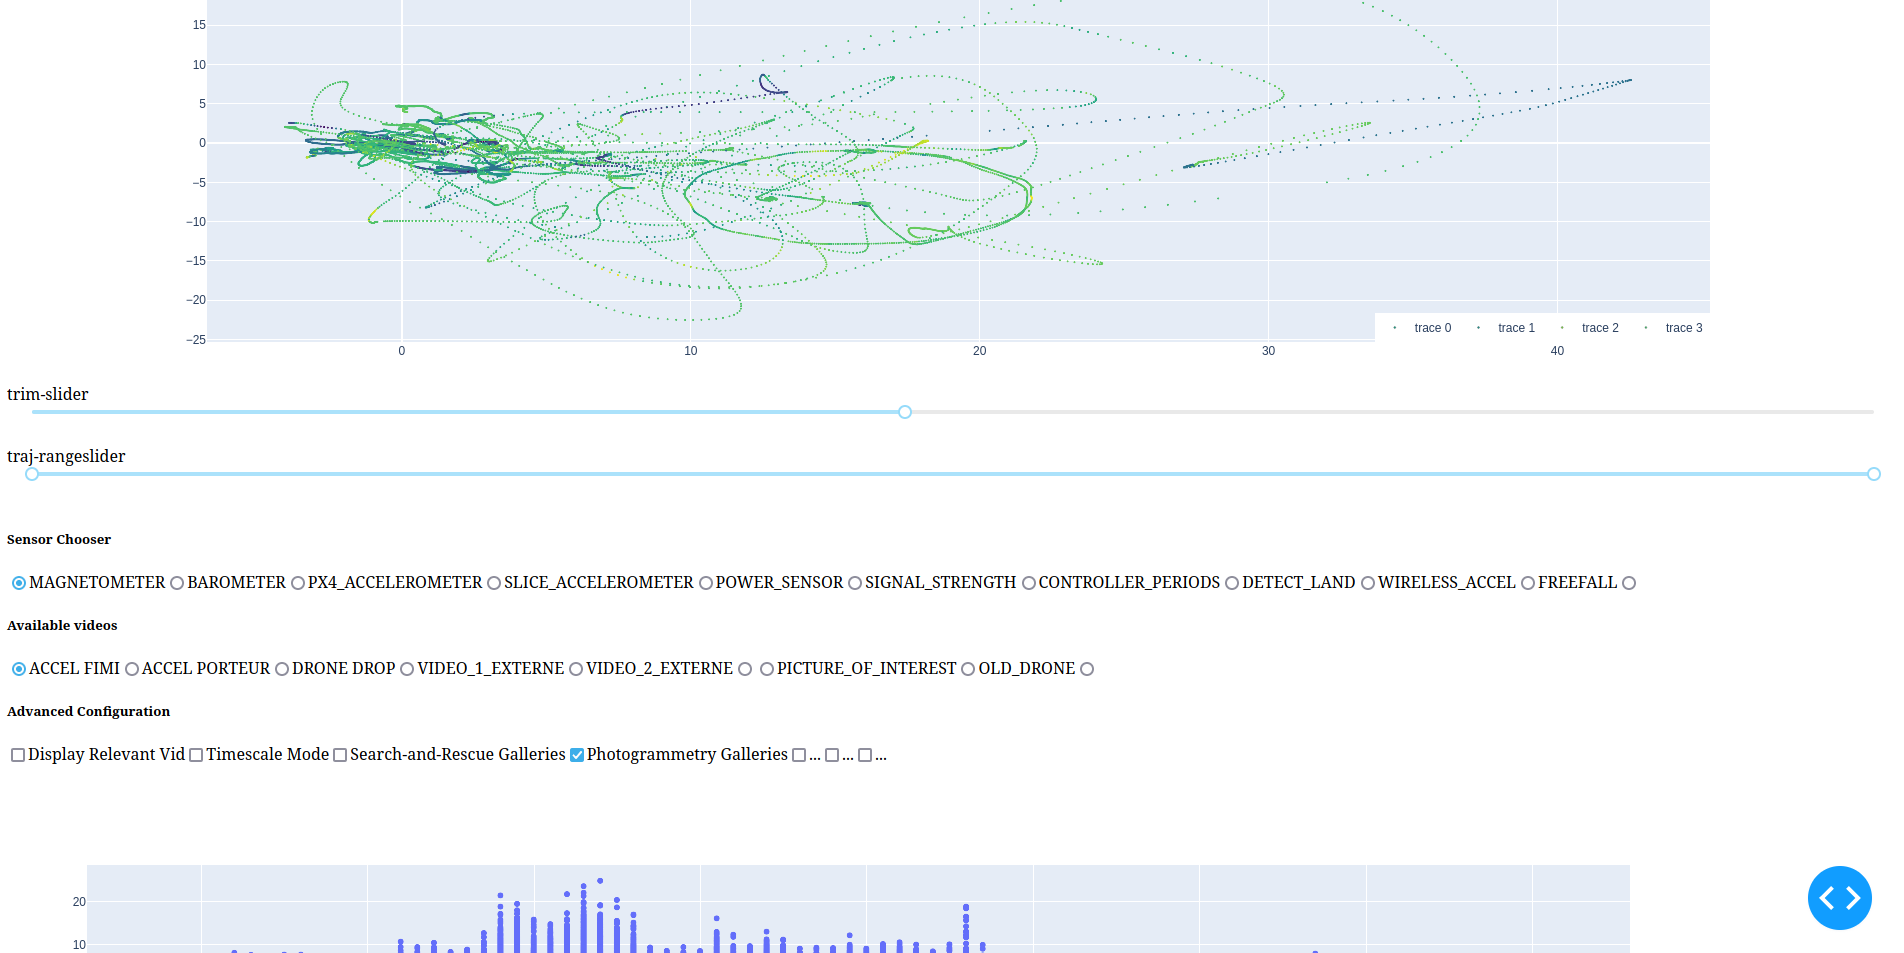 15
10
5
0
−5
−10
−15
−20
−25
trace 0 trace 1 trace 2 trace 3
0 10 20 30 40
trim-slider
traj-rangeslider
Sensor Chooser
MAGNETOMETER BAROMETER PX4_ACCELEROMETER SLICE_ACCELEROMETER POWER_SENSOR SIGNAL_STRENGTH CONTROLLER_PERIODS DETECT_LAND WIRELESS_ACCEL FREEFALL
Available videos
ACCEL FIMI ACCEL PORTEUR DRONE DROP VIDEO_1_EXTERNE VIDEO_2_EXTERNE PICTURE_OF_INTEREST OLD_DRONE
Advanced Configuration
Display Relevant Vid Timescale Mode Search-and-Rescue Galleries Photogrammetry Galleries ... ... ...
20
10